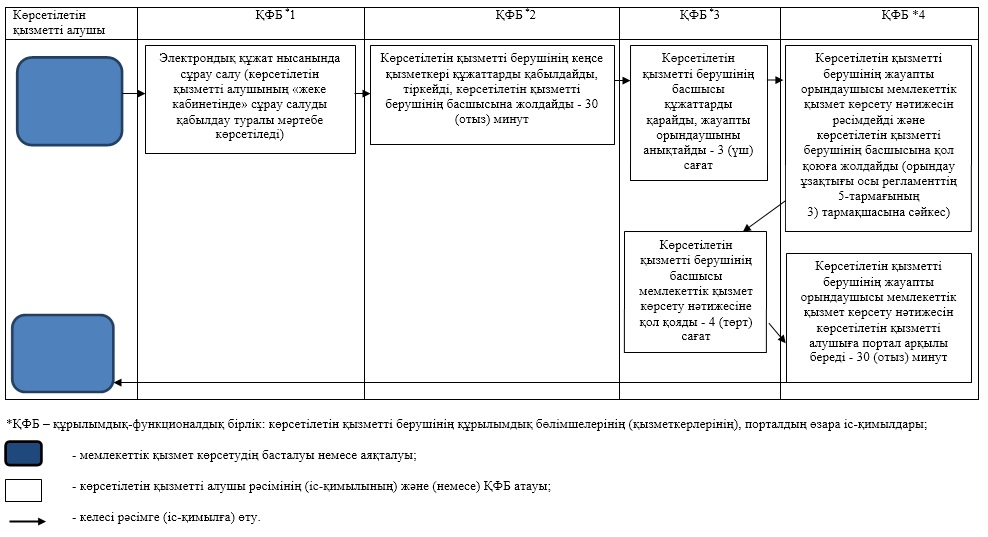 Көрсетілетін
қызметті алушы
ҚФБ *1
ҚФБ *2
ҚФБ *3
ҚФБ *4
Электрондық құжат нысанында
сұрау салу (көрсетілетін
қызметті алушының «жеке
кабинетінде» сұрау салуды
қабылдау туралы мәртебе
көрсетіледі)
Көрсетілетін қызметті берушінің кеңсе
қызметкері құжаттарды қабылдайды,
тіркейді, көрсетілетін қызметті
берушінің басшысына жолдайды - 30
(отыз) минут
Көрсетілетін
қызметті берушінің
басшысы
құжаттарды
қарайды, жауапты
орындаушыны
анықтайды - 3 (үш)
сағат
Көрсетілетін қызметті
берушінің жауапты
орындаушысы мемлекеттік
қызмет көрсету нәтижесін
рәсімдейді және
көрсетілетін қызметті
берушінің басшысына қол
қоюға жолдайды (орындау
ұзақтығы осы регламенттің
5-тармағының
3) тармақшасына сәйкес)
Көрсетілетін
қызметті берушінің
басшысы
мемлекеттік қызмет
көрсету нәтижесіне
қол қояды - 4 (төрт)
сағат
Көрсетілетін қызметті
берушінің жауапты
орындаушысы мемлекеттік
қызмет көрсету нәтижесін
көрсетілетін қызметті
алушыға портал арқылы
береді - 30 (отыз) минут
*ҚФБ – құрылымдық-функционалдық бірлік: көрсетілетін қызметті берушінің құрылымдық бөлімшелерінің (қызметкерлерінің), порталдың өзара іс-қимылдары;
- мемлекеттік қызмет көрсетудің басталуы немесе аяқталуы;
- көрсетілетін қызметті алушы рәсімінің (іс-қимылының) және (немесе) ҚФБ атауы;
- келесі рәсімге (іс-қимылға) өту.